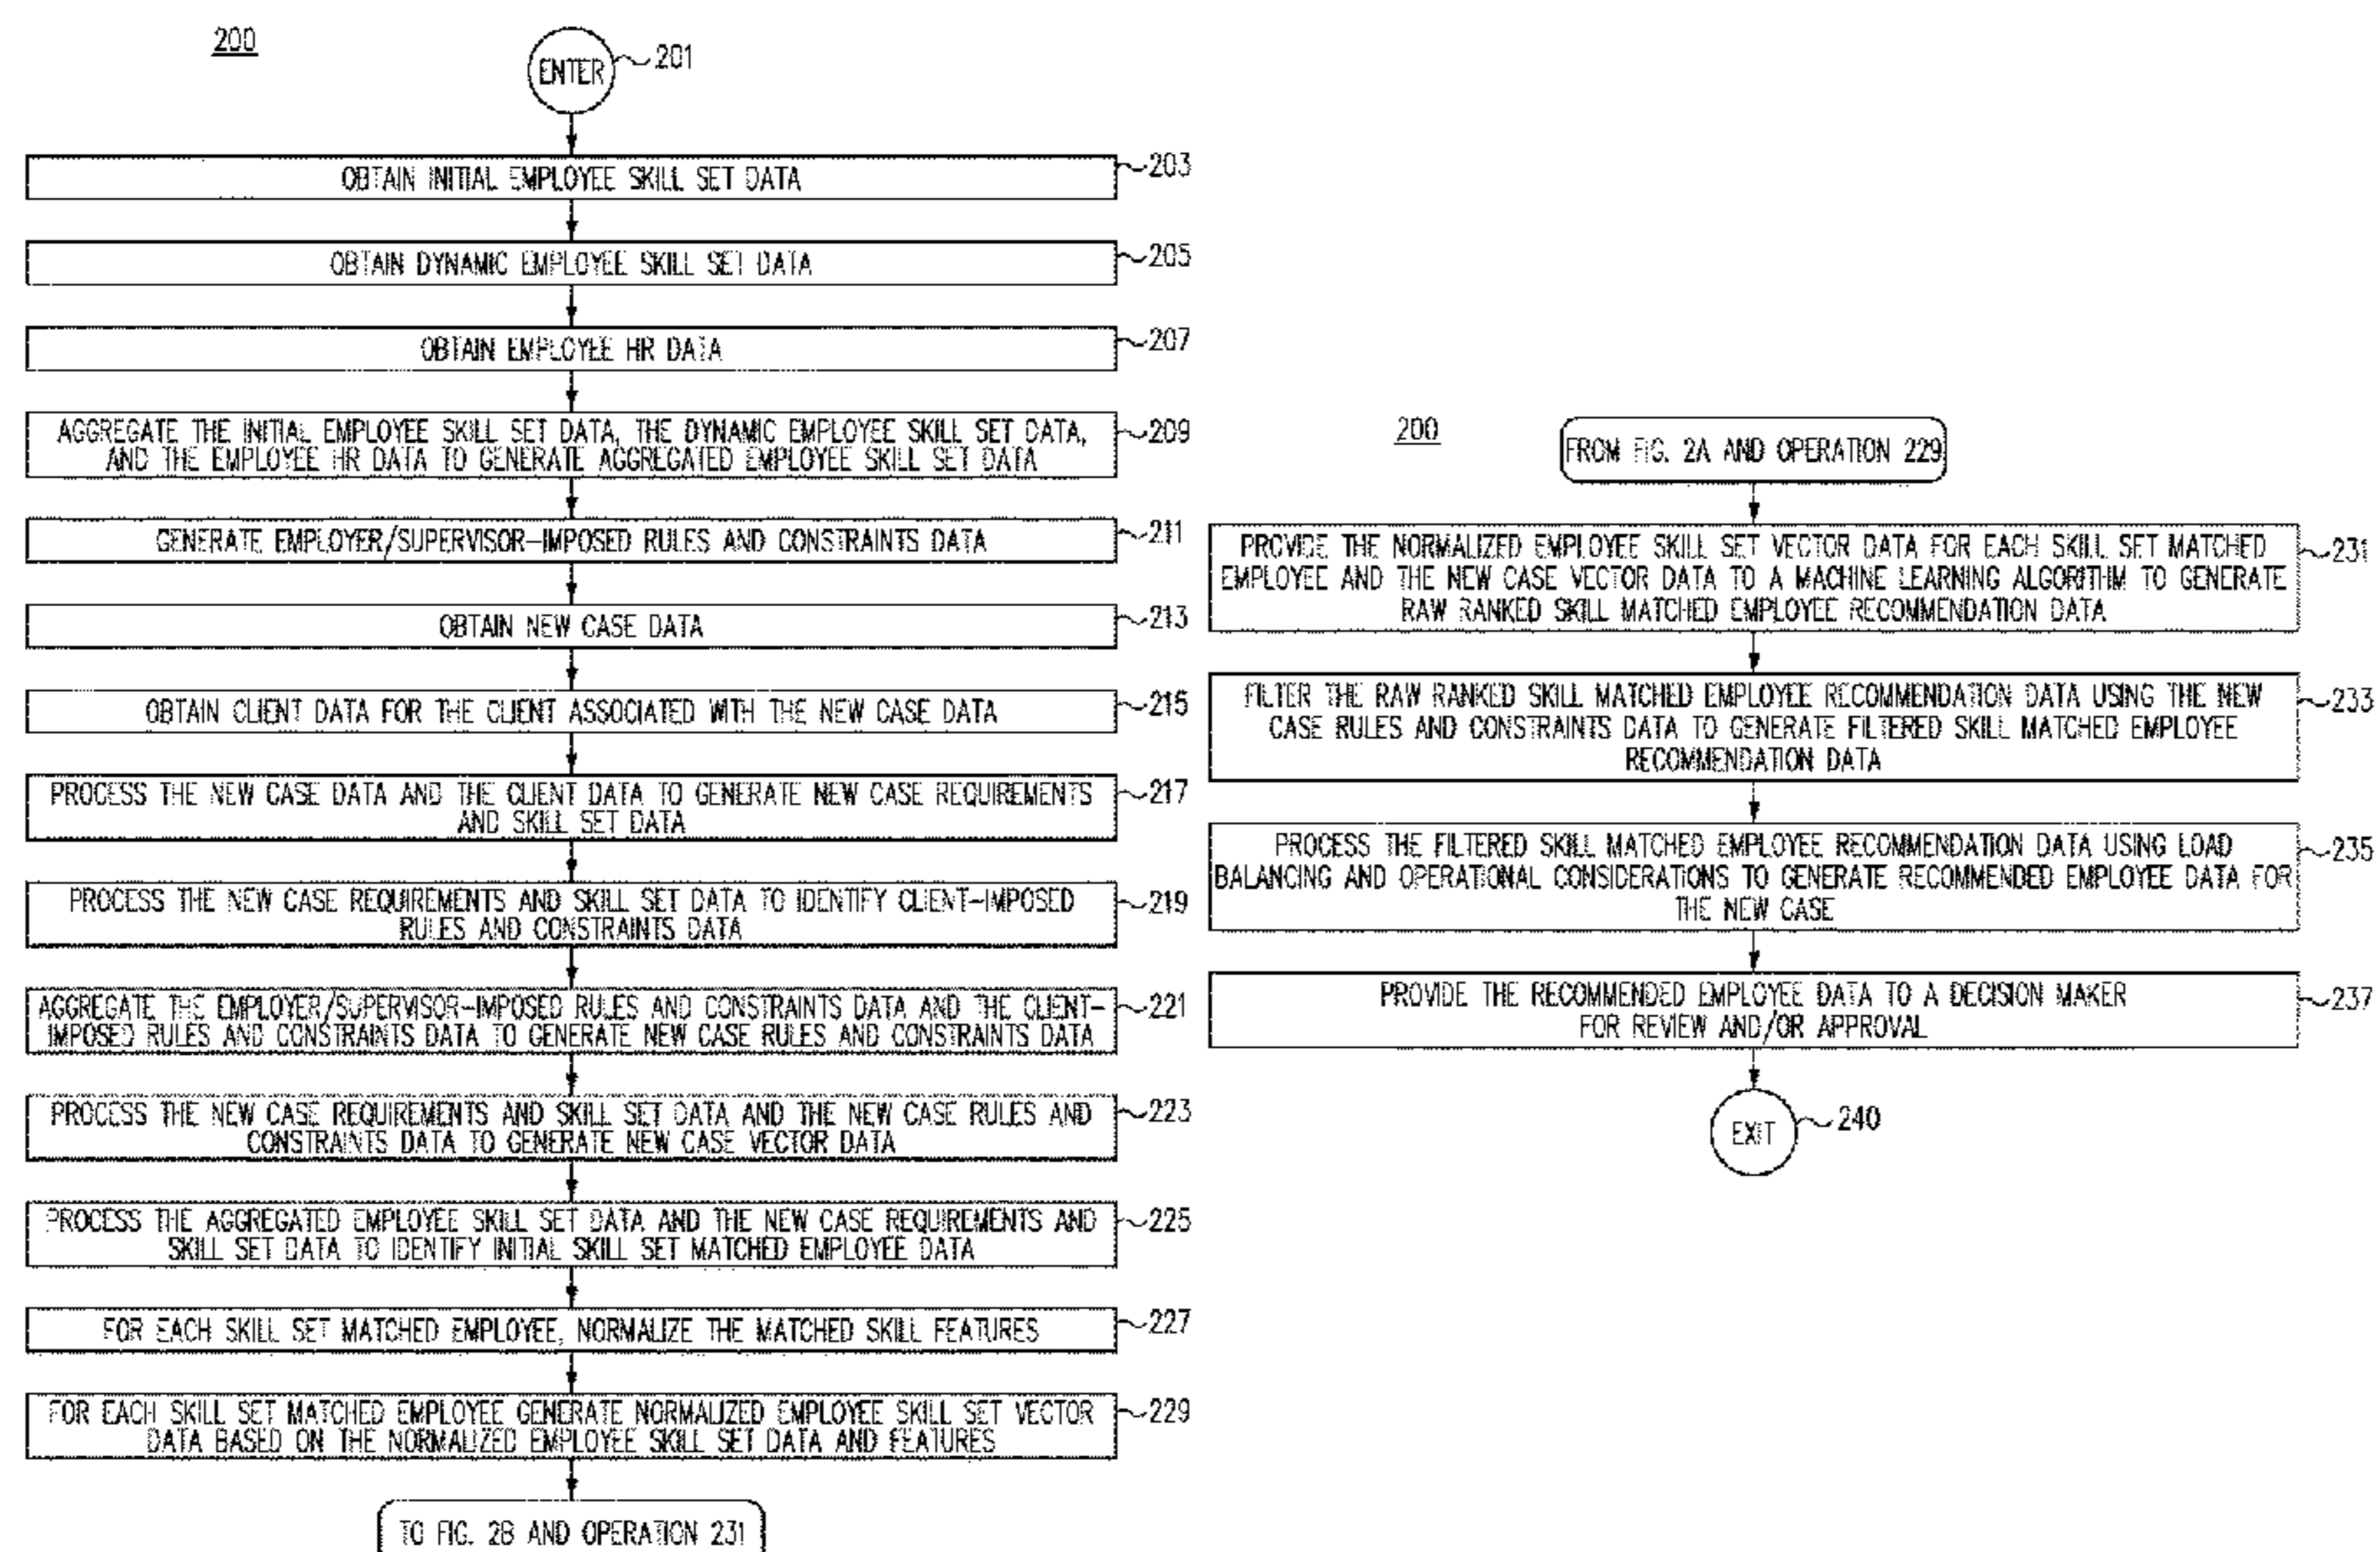 200
ENTER
201
OBTAIN INITIAL EMPLOYEE SKILL SET DATA
203
OBTAIN DYNAMIC EMPLOYEE SKILL SET DATA
205
OBTAIN EMPLOYEE HR DATA
207
AGGREGATE THE INITIAL EMPLOYEE SKILL SET DATA, THE DYNAMIC EMPLOYEE SKILL SET DATA,
AND THE EMPLOYEE HR DATA TO GENERATE AGGREGATED EMPLOYEE SKILL SET DATA
209
GENERATE EMPLOYER/SUPERVISOR-IMPOSED RULES AND CONSTRAINTS DATA
211
OBTAIN NEW CASE DATA
213
OBTAIN CLIENT DATA FOR THE CLIENT ASSOCIATED WITH THE NEW CASE DATA
215
PROCESS THE NEW CASE DATA AND THE CLIENT DATA TO GENERATE NEW CASE REQUIREMENTS
AND SKILL SET DATA
217
PROCESS THE NEW CASE REQUIREMENTS AND SKILL SET DATA TO IDENTIFY CLIENT-IMPOSED
RULES AND CONSTRAINTS DATA
219
AGGREGATE THE EMPLOYER/SUPERVISOR-IMPOSED RULES AND CONSTRAINTS DATA AND THE CLIENT-
IMPOSED RULES AND CONSTRAINTS DATA TO GENERATE NEW CASE RULES AND CONSTRAINTS DATA
221
PROCESS THE NEW CASE REQUIREMENTS AND SKILL SET DATA AND THE NEW CASE RULES AND
CONSTRAINTS DATA TO GENERATE NEW CASE VECTOR DATA
223
PROCESS THE AGGREGATED EMPLOYEE SKILL SET DATA AND THE NEW CASE REQUIREMENTS AND
SKILL SET DATA TO IDENTIFY INITIAL SKILL SET MATCHED EMPLOYEE DATA
225
FOR EACH SKILL SET MATCHED EMPLOYEE, NORMALIZE THE MATCHED SKILL FEATURES
227
FOR EACH SKILL SET MATCHED EMPLOYEE GENERATE NORMALIZED EMPLOYEE SKILL SET VECTOR
DATA BASED ON THE NORMALIZED EMPLOYEE SKILL SET DATA AND FEATURES
229
TO FIG. 2B AND OPERATION 231
200
FROM FIG. 2A AND OPERATION 229
PROVIDE THE NORMALIZED EMPLOYEE SKILL SET VECTOR DATA FOR EACH SKILL SET MATCHED
EMPLOYEE AND THE NEW CASE VECTOR DATA TO A MACHINE LEARNING ALGORITHM TO GENERATE
RAW RANKED SKILL MATCHED EMPLOYEE RECOMMENDATION DATA
231
FILTER THE RAW RANKED SKILL MATCHED EMPLOYEE RECOMMENDATION DATA USING THE NEW
CASE RULES AND CONSTRAINTS DATA TO GENERATE FILTERED SKILL MATCHED EMPLOYEE
RECOMMENDATION DATA
233
PROCESS THE FILTERED SKILL MATCHED EMPLOYEE RECOMMENDATION DATA USING LOAD
BALANCING AND OPERATIONAL CONSIDERATIONS TO GENERATE RECOMMENDED EMPLOYEE DATA FOR
THE NEW CASE
235
PROVIDE THE RECOMMENDED EMPLOYEE DATA TO A DECISION MAKER
FOR REVIEW AND/OR APPROVAL
237
EXIT
240